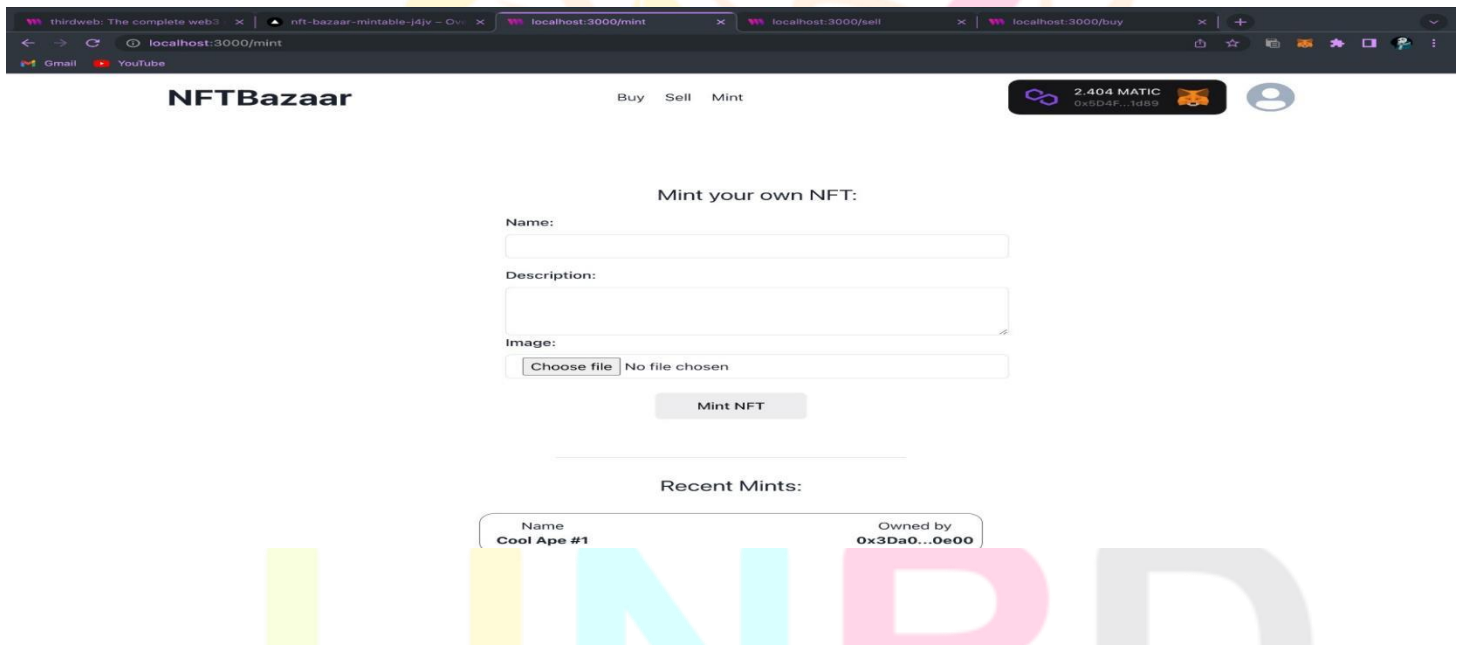 thirdweb: The complete web3
nft-bazaar-mintable-j4jv – Ov
localhost:3000/mint
localhost:3000/sell
localhost:3000/buy
localhost:3000/mint
Gmail
YouTube
NFTBazaar
Buy Sell Mint
2.404 MATIC
0x5D4F...1d89
Mint your own NFT:
Name:
Description:
Image:
Choose file No file chosen
Mint NFT
Recent Mints:
Name Owned by
Cool Ape #1 0x3Da0...0e00